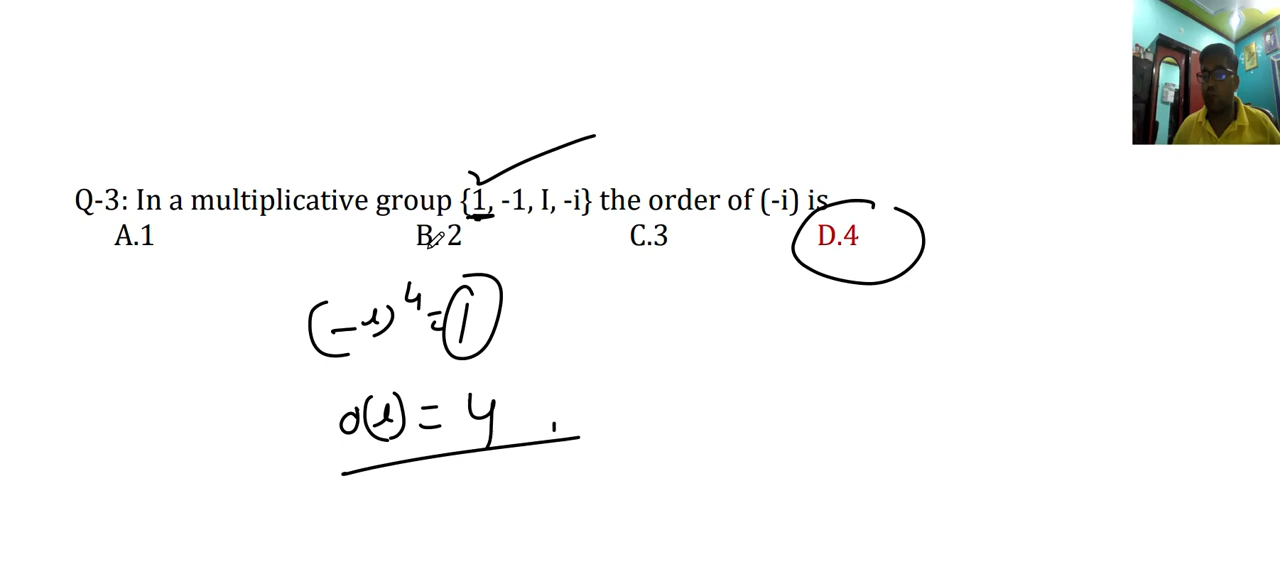 Q-3: In a multiplicative group {1, -1, I, -i} the order of (-i) is
A.1 B.2 C.3 D.4
(-i)⁴ = 1
o(i) = 4